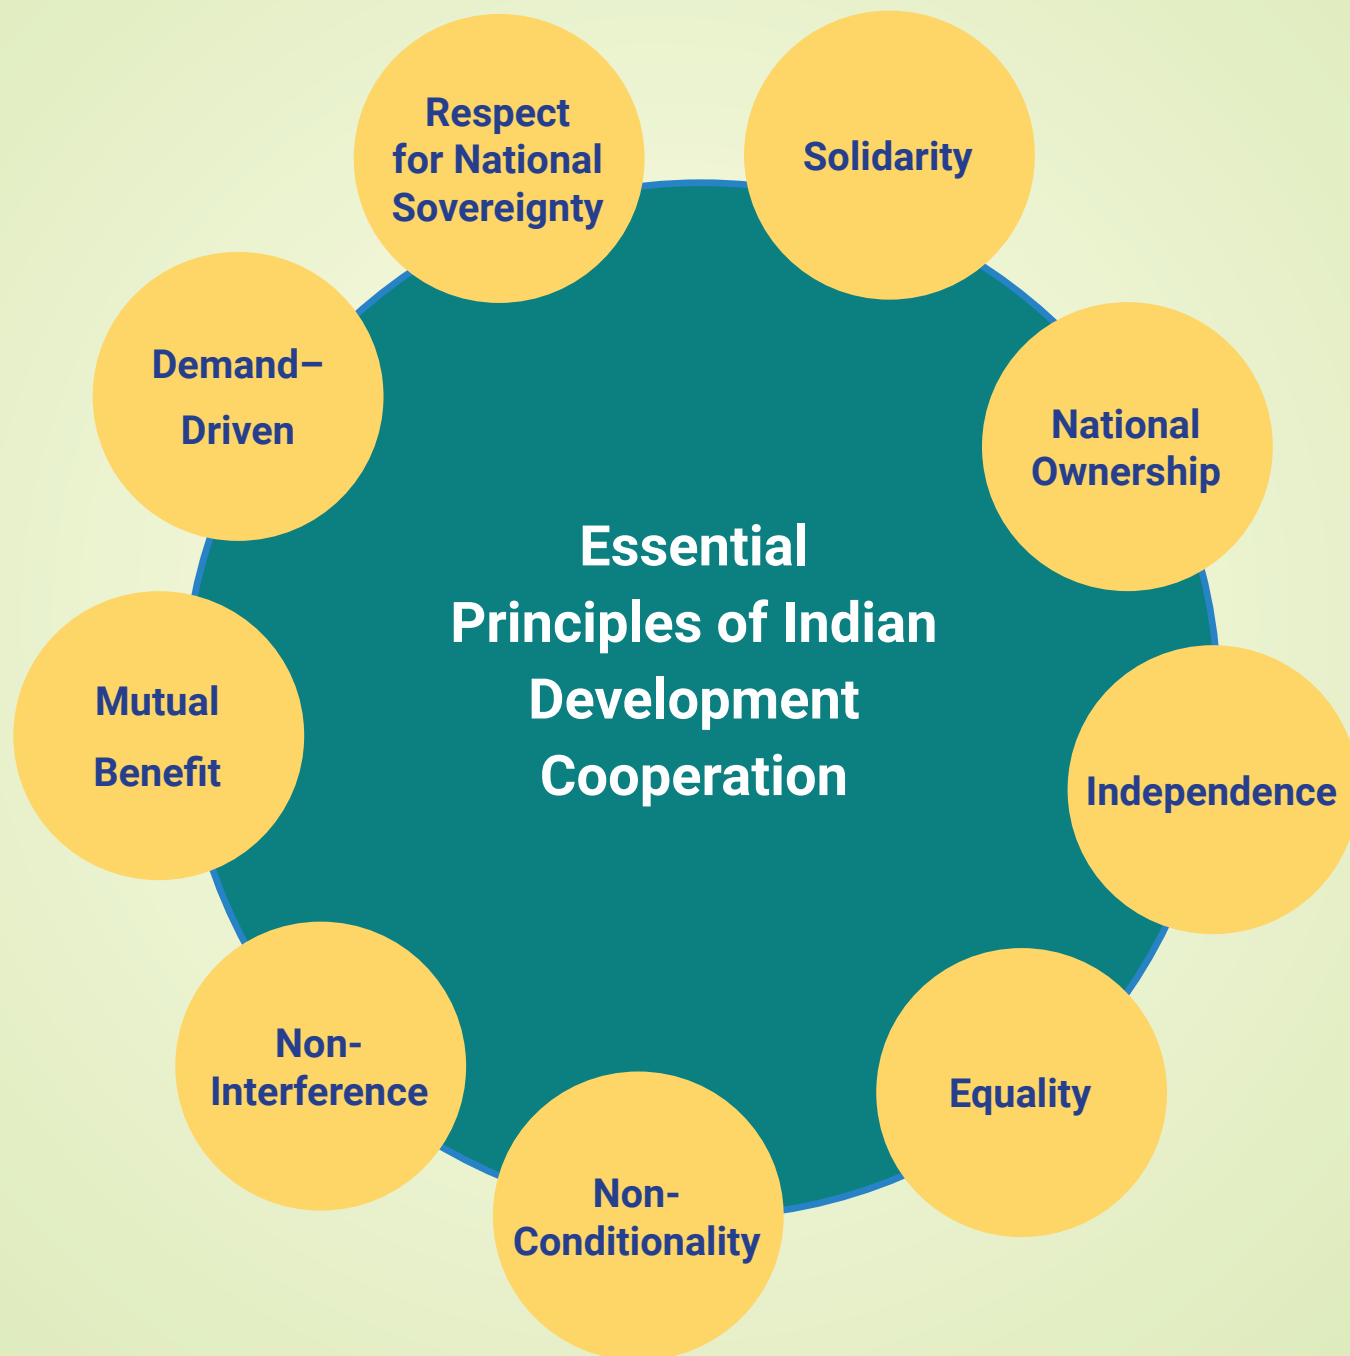 Respect
for National
Sovereignty
Solidarity
National
Ownership
Independence
Equality
Non-
Conditionality
Non-
Interference
Mutual
Benefit
Demand–
Driven
Essential
Principles of Indian
Development
Cooperation